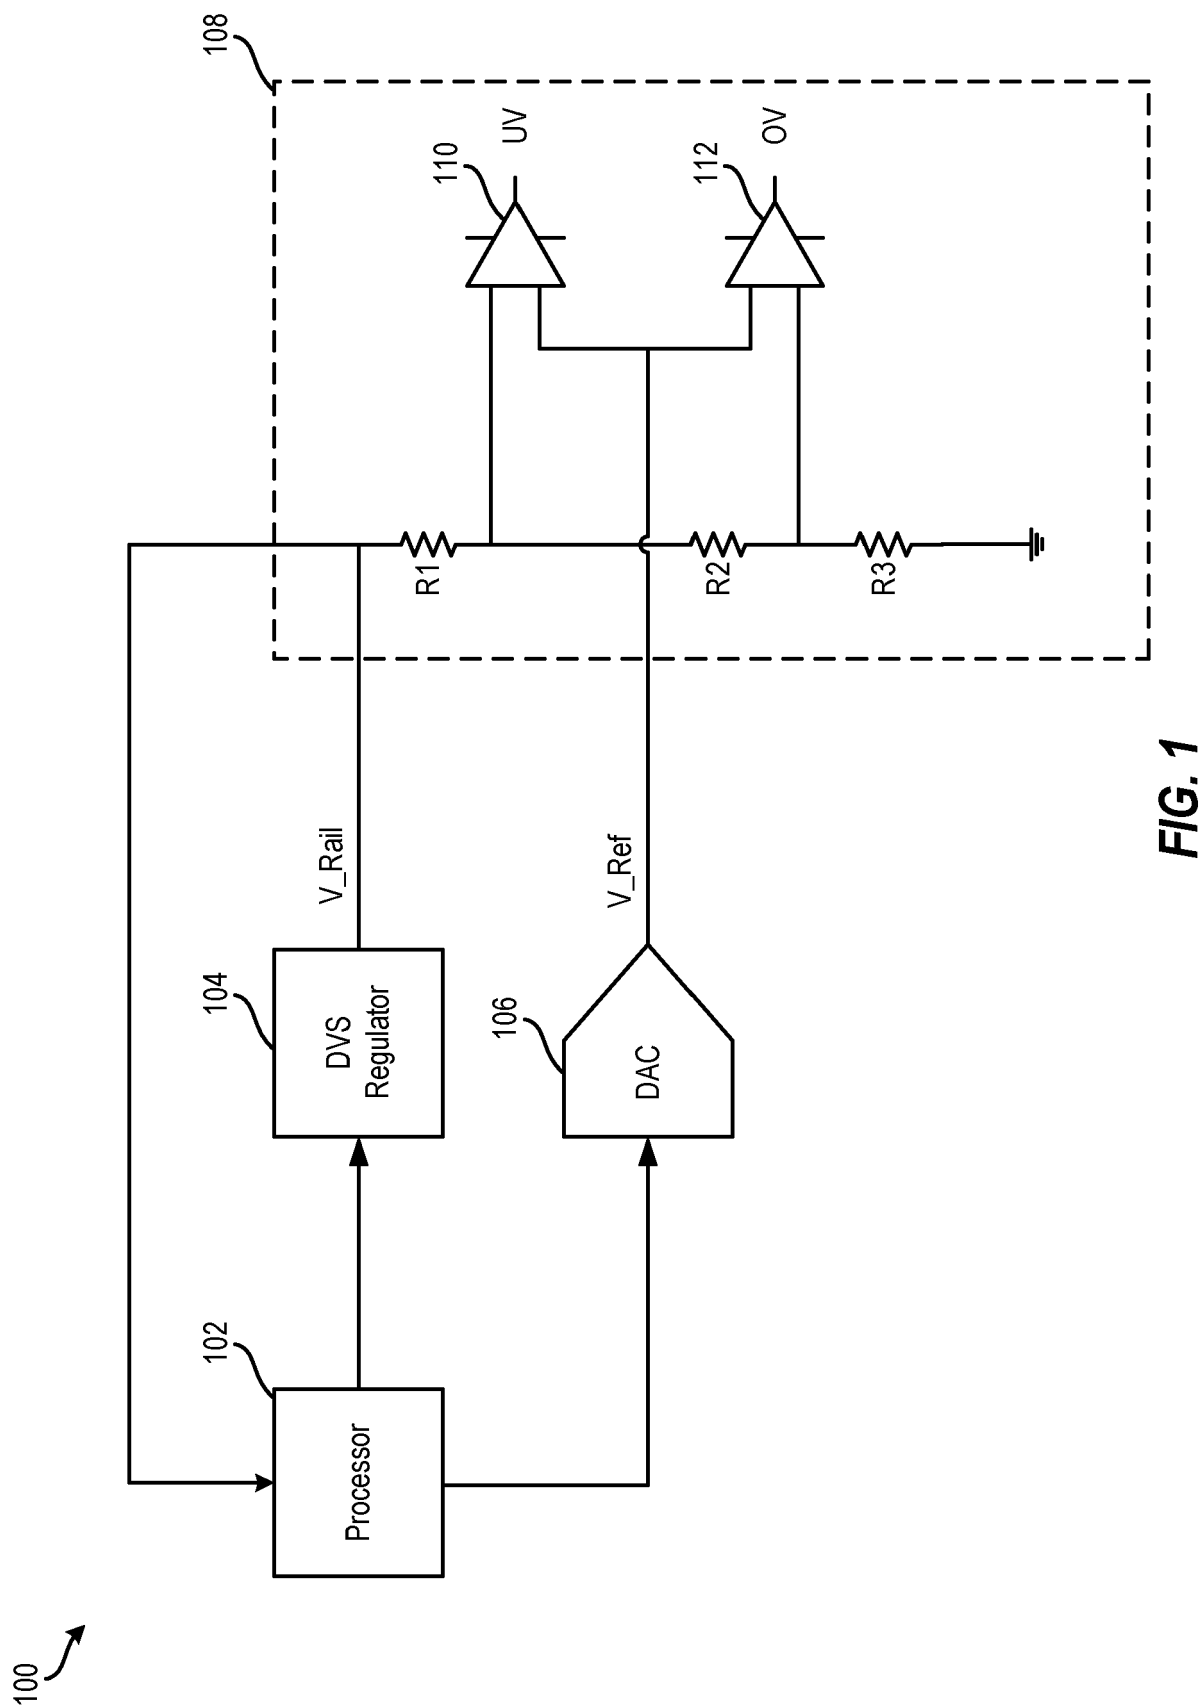 100
102
Processor
104
DVS
Regulator
V_Rail
106
DAC
V_Ref
108
R1
R2
R3
110
UV
112
OV
FIG. 1